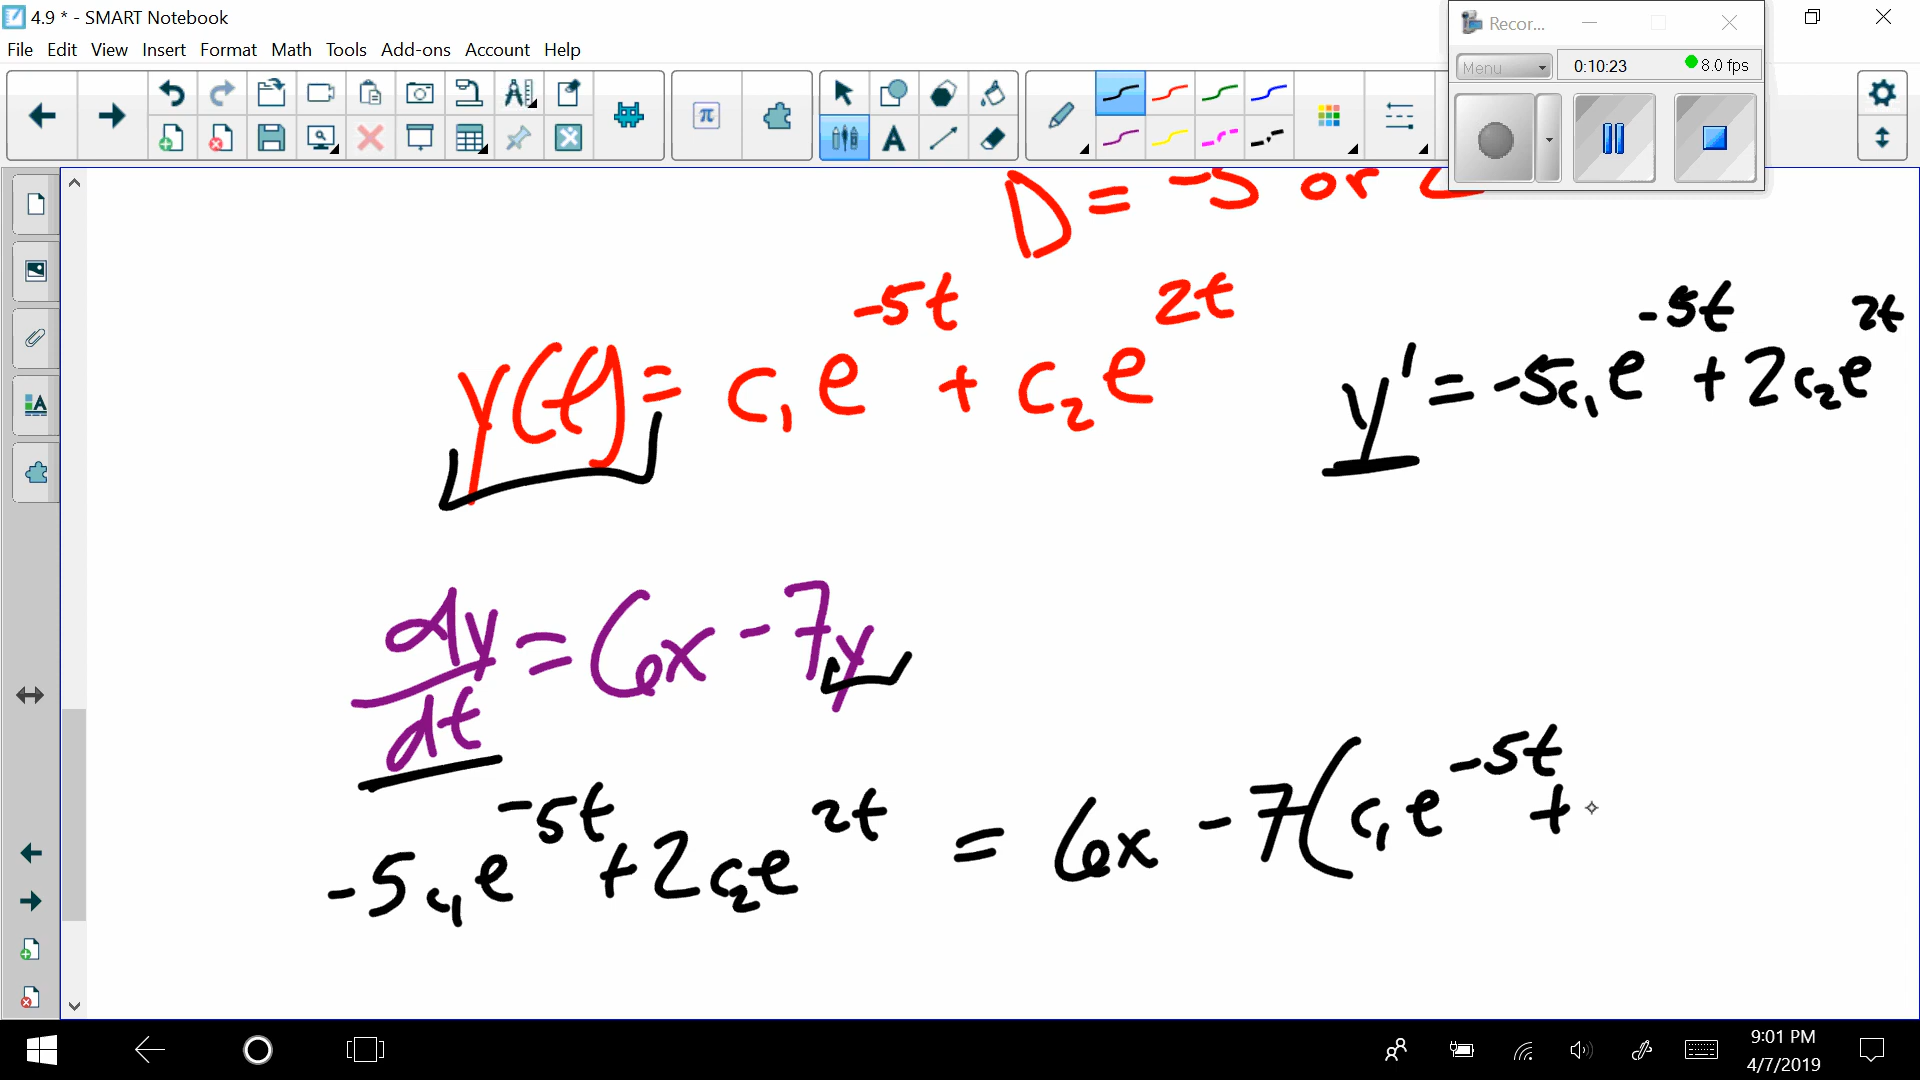 4.9 * - SMART Notebook
Recor...
File Edit View Insert Format Math Tools Add-ons Account Help
Menu 0:10:23 8.0 fps
π
A
D = -5 or
y(t) = c₁e^-5t + c₂e^2t
y' = -5c₁e^-5t + 2c₂e^2t
dy/dt = 6x - 7y
-5c₁e^-5t + 2c₂e^2t = 6x - 7(c₁e^-5t +
9:01 PM
4/7/2019